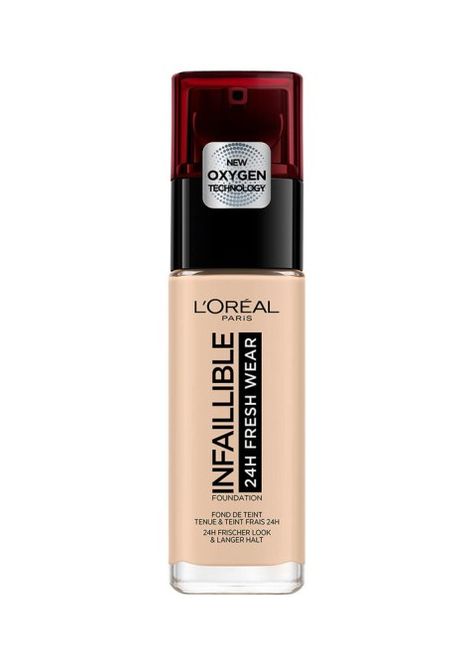 NEW
OXYGEN
TECHNOLOGY
L'ORÉAL
PARIS
INFAILLIBLE
24H FRESH WEAR
FOUNDATION
FOND DE TEINT
TENUE & TEINT FRAIS 24H
24H FRISCHER LOOK
& LANGER HALT